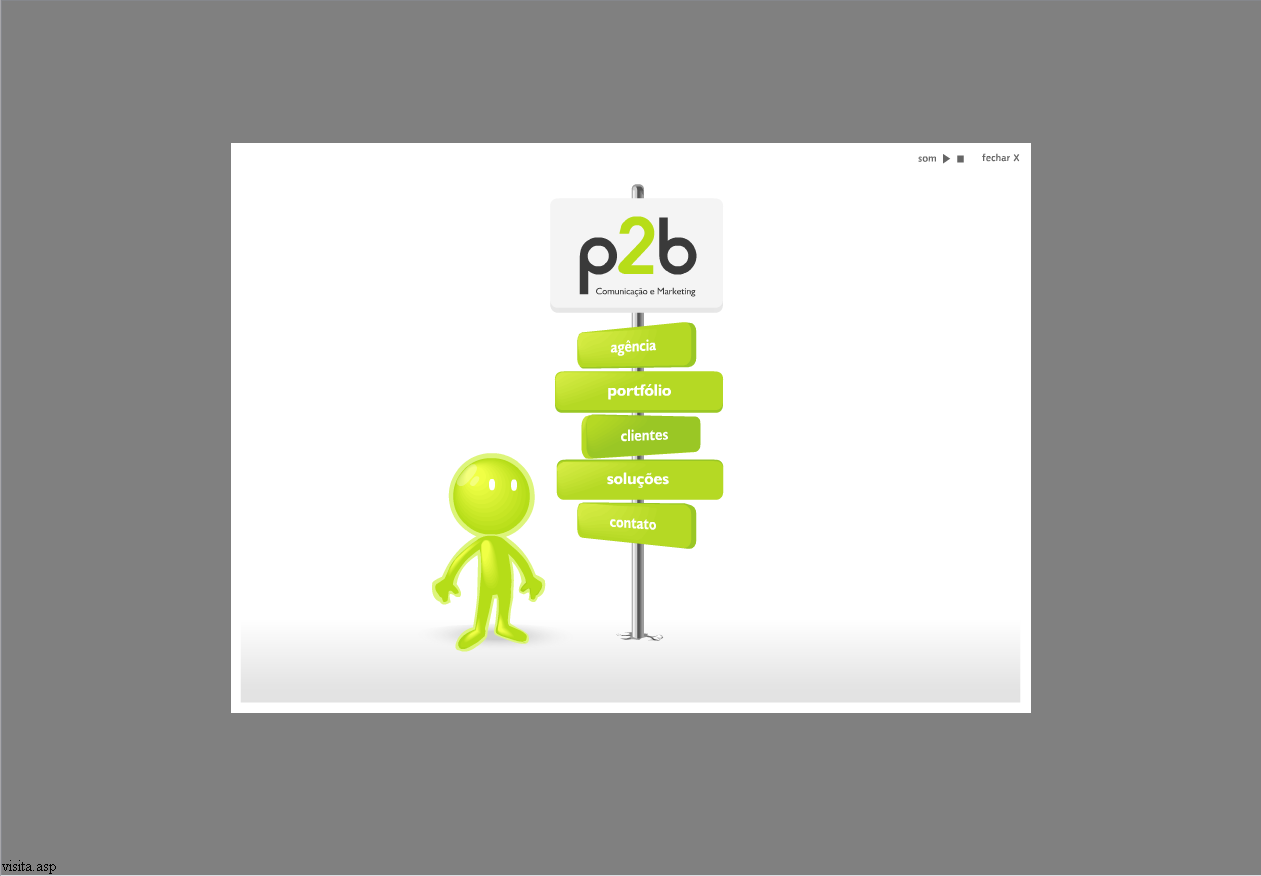 som fechar X
p2b
Comunicação e Marketing
agência
portfólio
clientes
soluções
contato
visita.asp